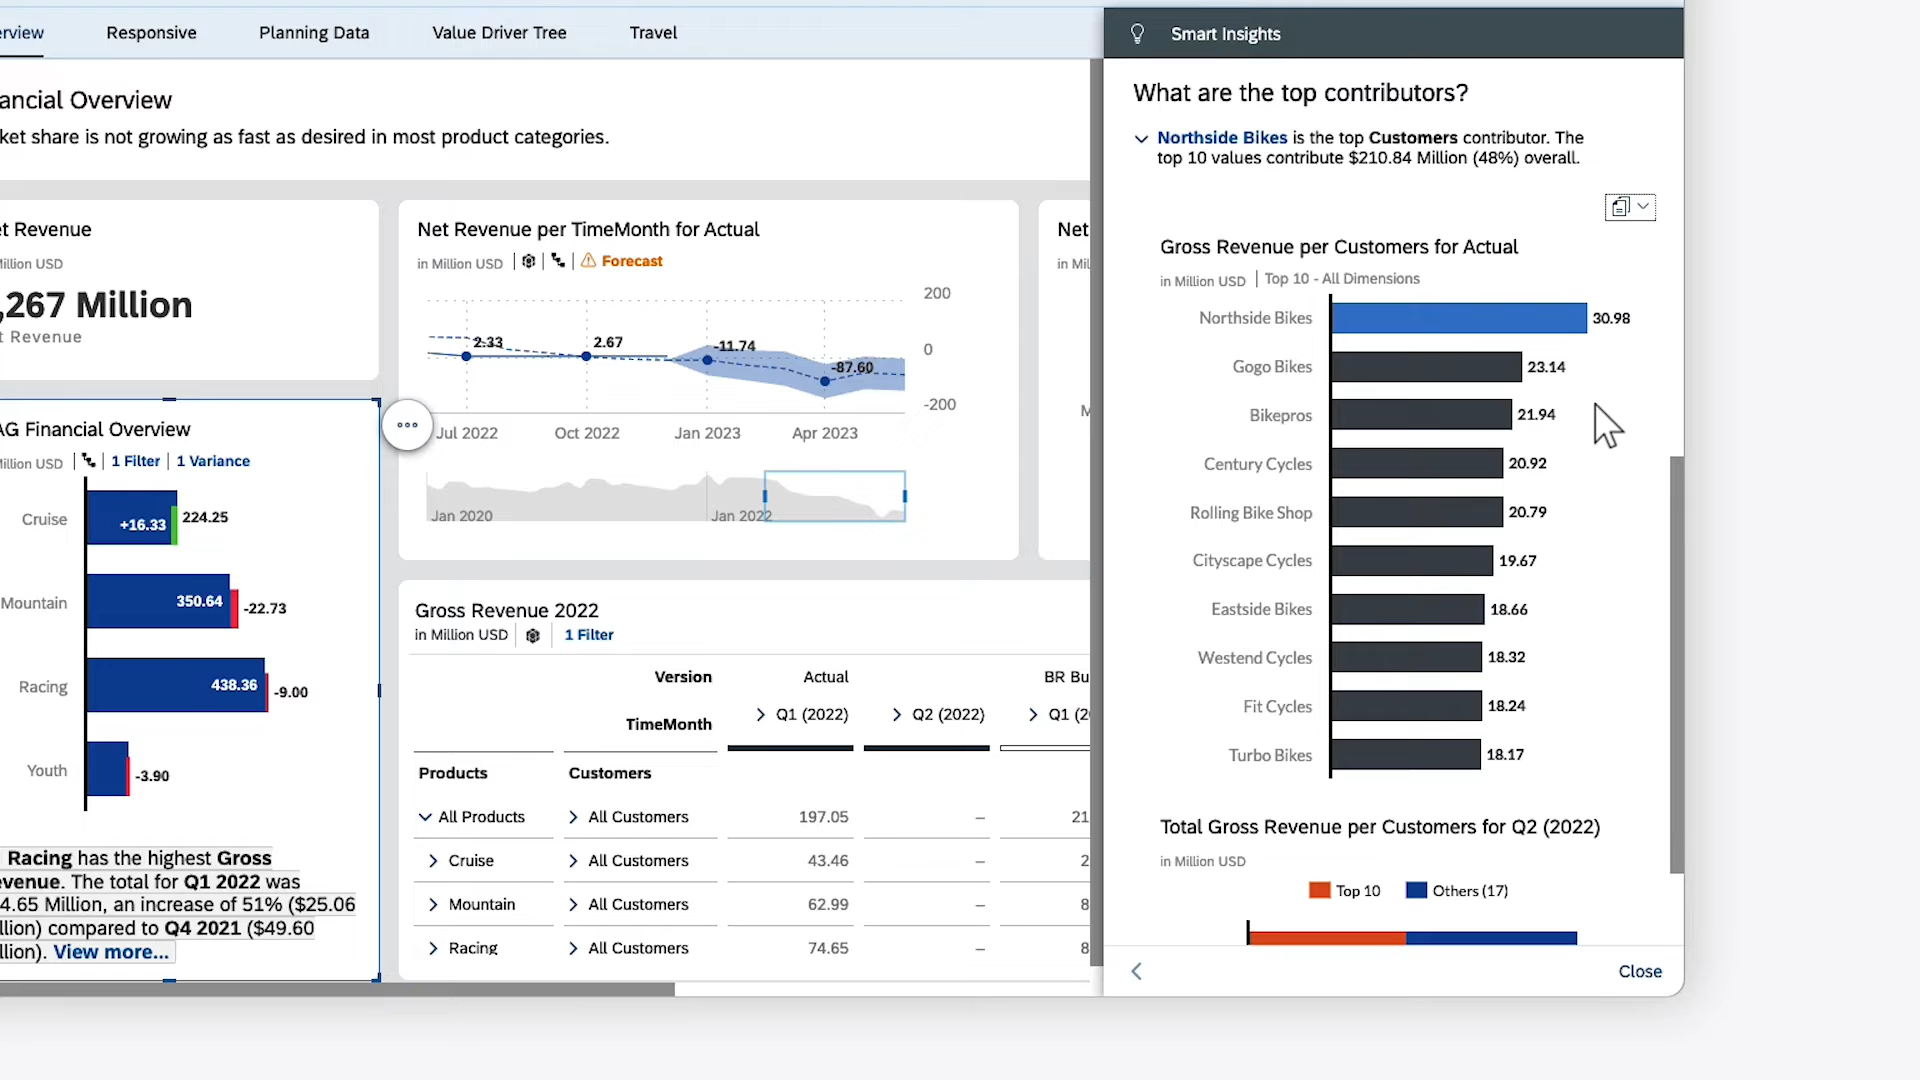 erview
Responsive
Planning Data
Value Driver Tree
Travel
ancial Overview
ket share is not growing as fast as desired in most product categories.
t Revenue
illion USD
,267 Million
t Revenue
AG Financial Overview
illion USD
1 Filter
1 Variance
Cruise
+16.33
224.25
Mountain
350.64
-22.73
Racing
438.36
-9.00
Youth
-3.90
Racing has the highest Gross
evenue. The total for Q1 2022 was
4.65 Million, an increase of 51% ($25.06
llion) compared to Q4 2021 ($49.60
llion). View more...
Net Revenue per TimeMonth for Actual
in Million USD
Forecast
200
0
-200
2.33
2.67
-11.74
-87.60
Jul 2022
Oct 2022
Jan 2023
Apr 2023
Jan 2020
Jan 2022
Net
in Mil
M
Gross Revenue 2022
in Million USD
1 Filter
Version
Actual
BR Bu
TimeMonth
Q1 (2022)
Q2 (2022)
Q1 (2
Products
Customers
All Products
All Customers
197.05
–
21
Cruise
All Customers
43.46
–
2
Mountain
All Customers
62.99
–
8
Racing
All Customers
74.65
–
8
Smart Insights
What are the top contributors?
Northside Bikes is the top Customers contributor. The
top 10 values contribute $210.84 Million (48%) overall.
Gross Revenue per Customers for Actual
in Million USD
Top 10 - All Dimensions
Northside Bikes
30.98
Gogo Bikes
23.14
Bikepros
21.94
Century Cycles
20.92
Rolling Bike Shop
20.79
Cityscape Cycles
19.67
Eastside Bikes
18.66
Westend Cycles
18.32
Fit Cycles
18.24
Turbo Bikes
18.17
Total Gross Revenue per Customers for Q2 (2022)
in Million USD
Top 10
Others (17)
Close